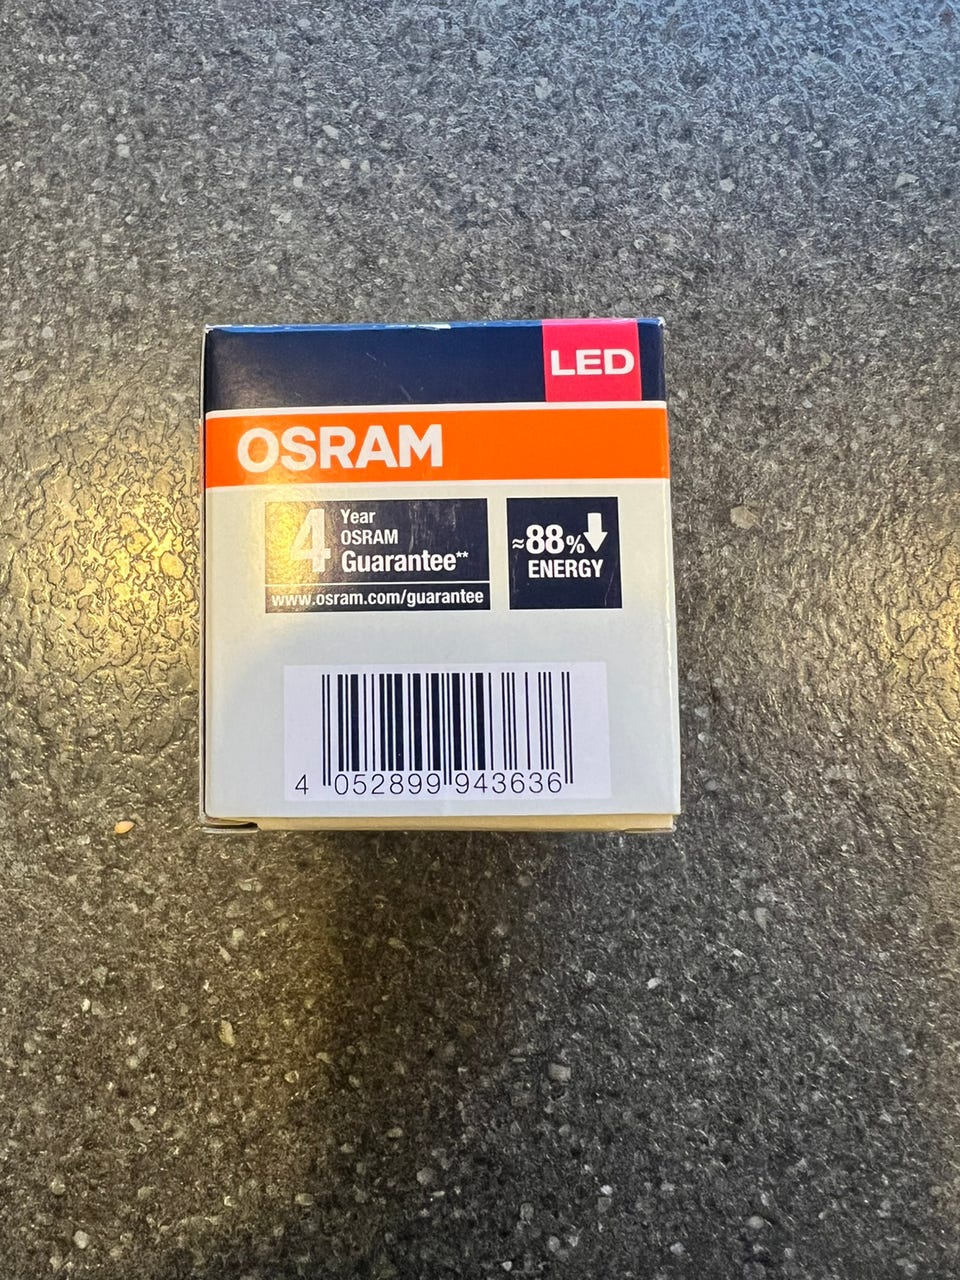 LED
OSRAM
4 Year
OSRAM
Guarantee**
www.osram.com/guarantee
≈88%
ENERGY
4 052899 943636